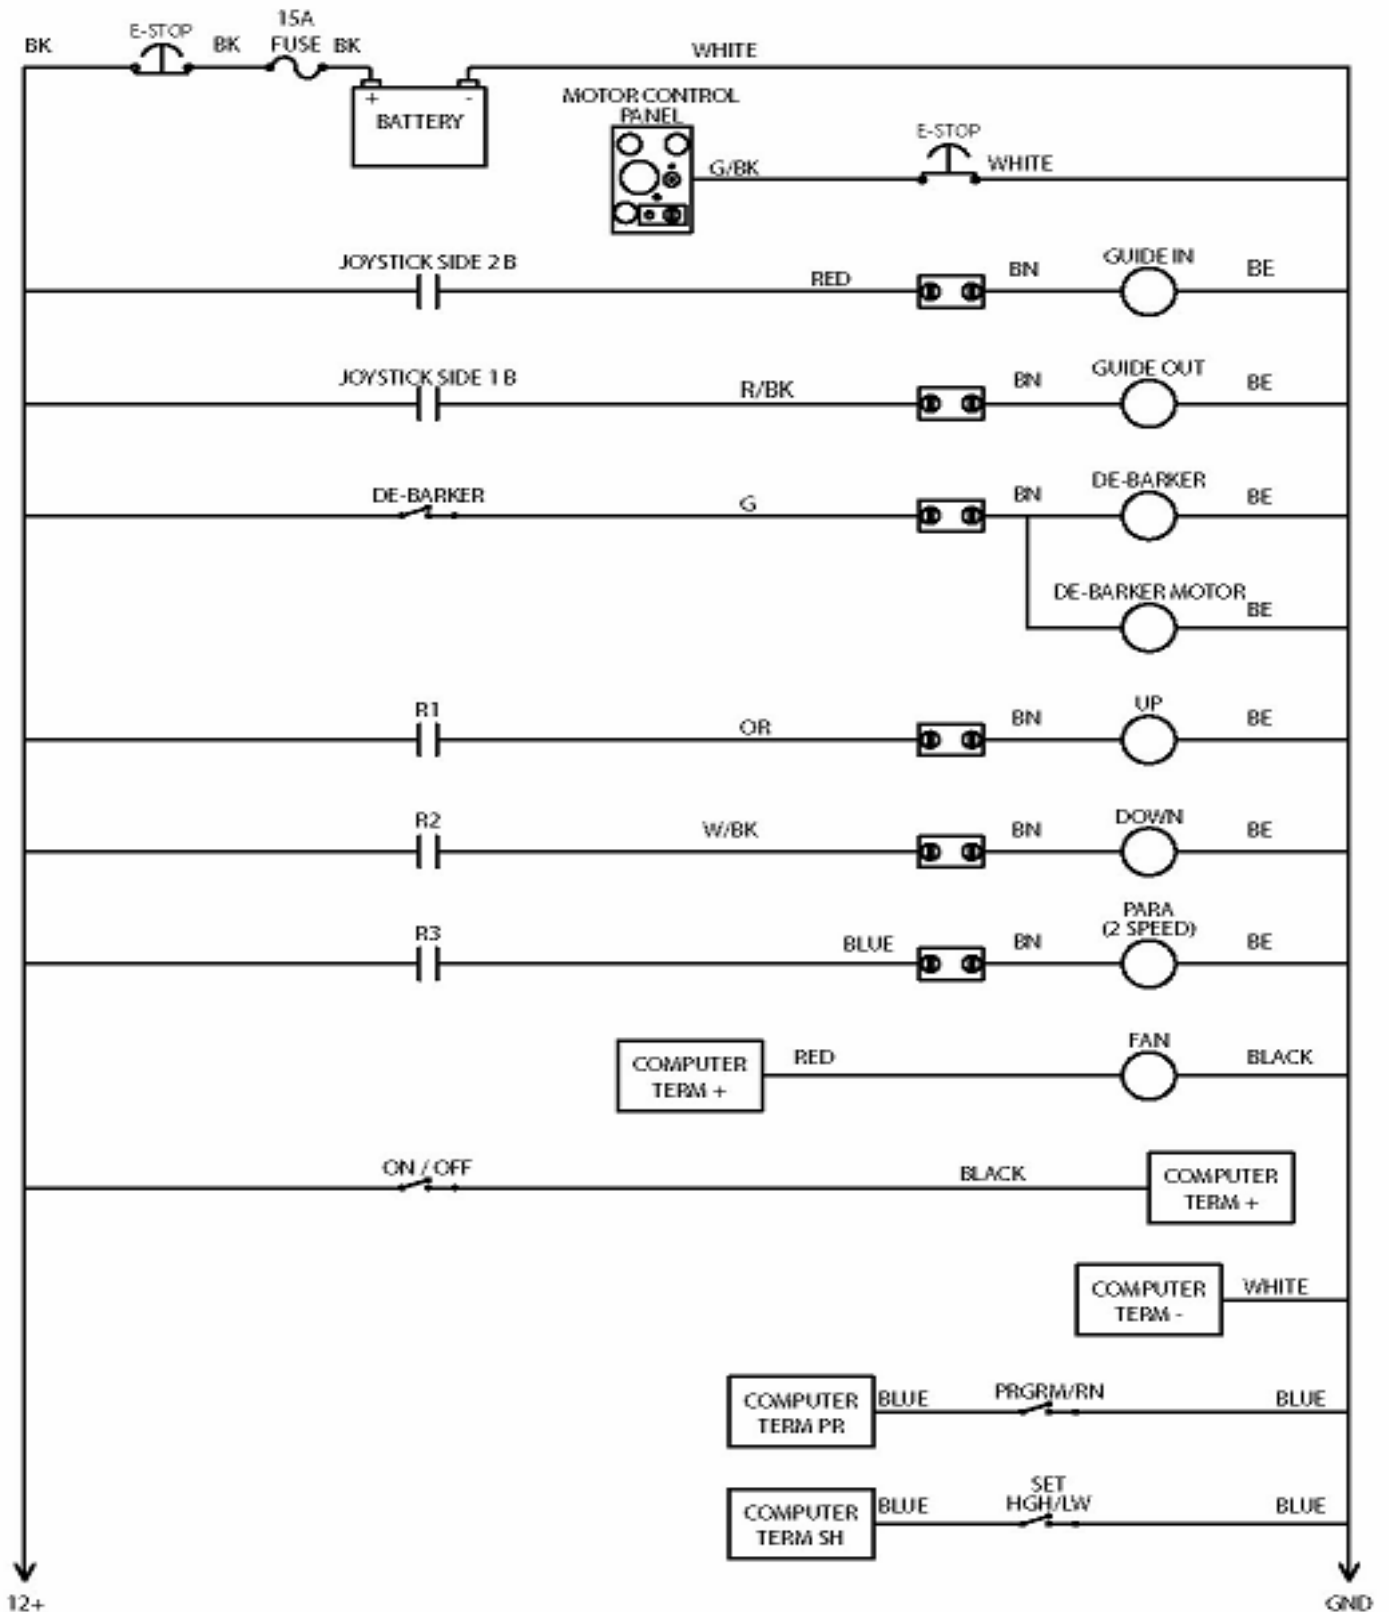 BK
E-STOP
BK
15A
FUSE
BK
WHITE
+ -
BATTERY
MOTOR CONTROL
PANEL
G/BK
E-STOP
WHITE
JOYSTICK SIDE 2 B
RED
BN
GUIDE IN
BE
JOYSTICK SIDE 1 B
R/BK
BN
GUIDE OUT
BE
DE-BARKER
G
BN
DE-BARKER
BE
DE-BARKER MOTOR
BE
R1
OR
BN
UP
BE
R2
W/BK
BN
DOWN
BE
R3
BLUE
BN
PARA
(2 SPEED)
BE
COMPUTER
TERM +
RED
FAN
BLACK
ON / OFF
BLACK
COMPUTER
TERM +
COMPUTER
TERM -
WHITE
COMPUTER
TERM PR
BLUE
PRGRM/RN
BLUE
COMPUTER
TERM SH
BLUE
SET
HGH/LW
BLUE
12+
GND